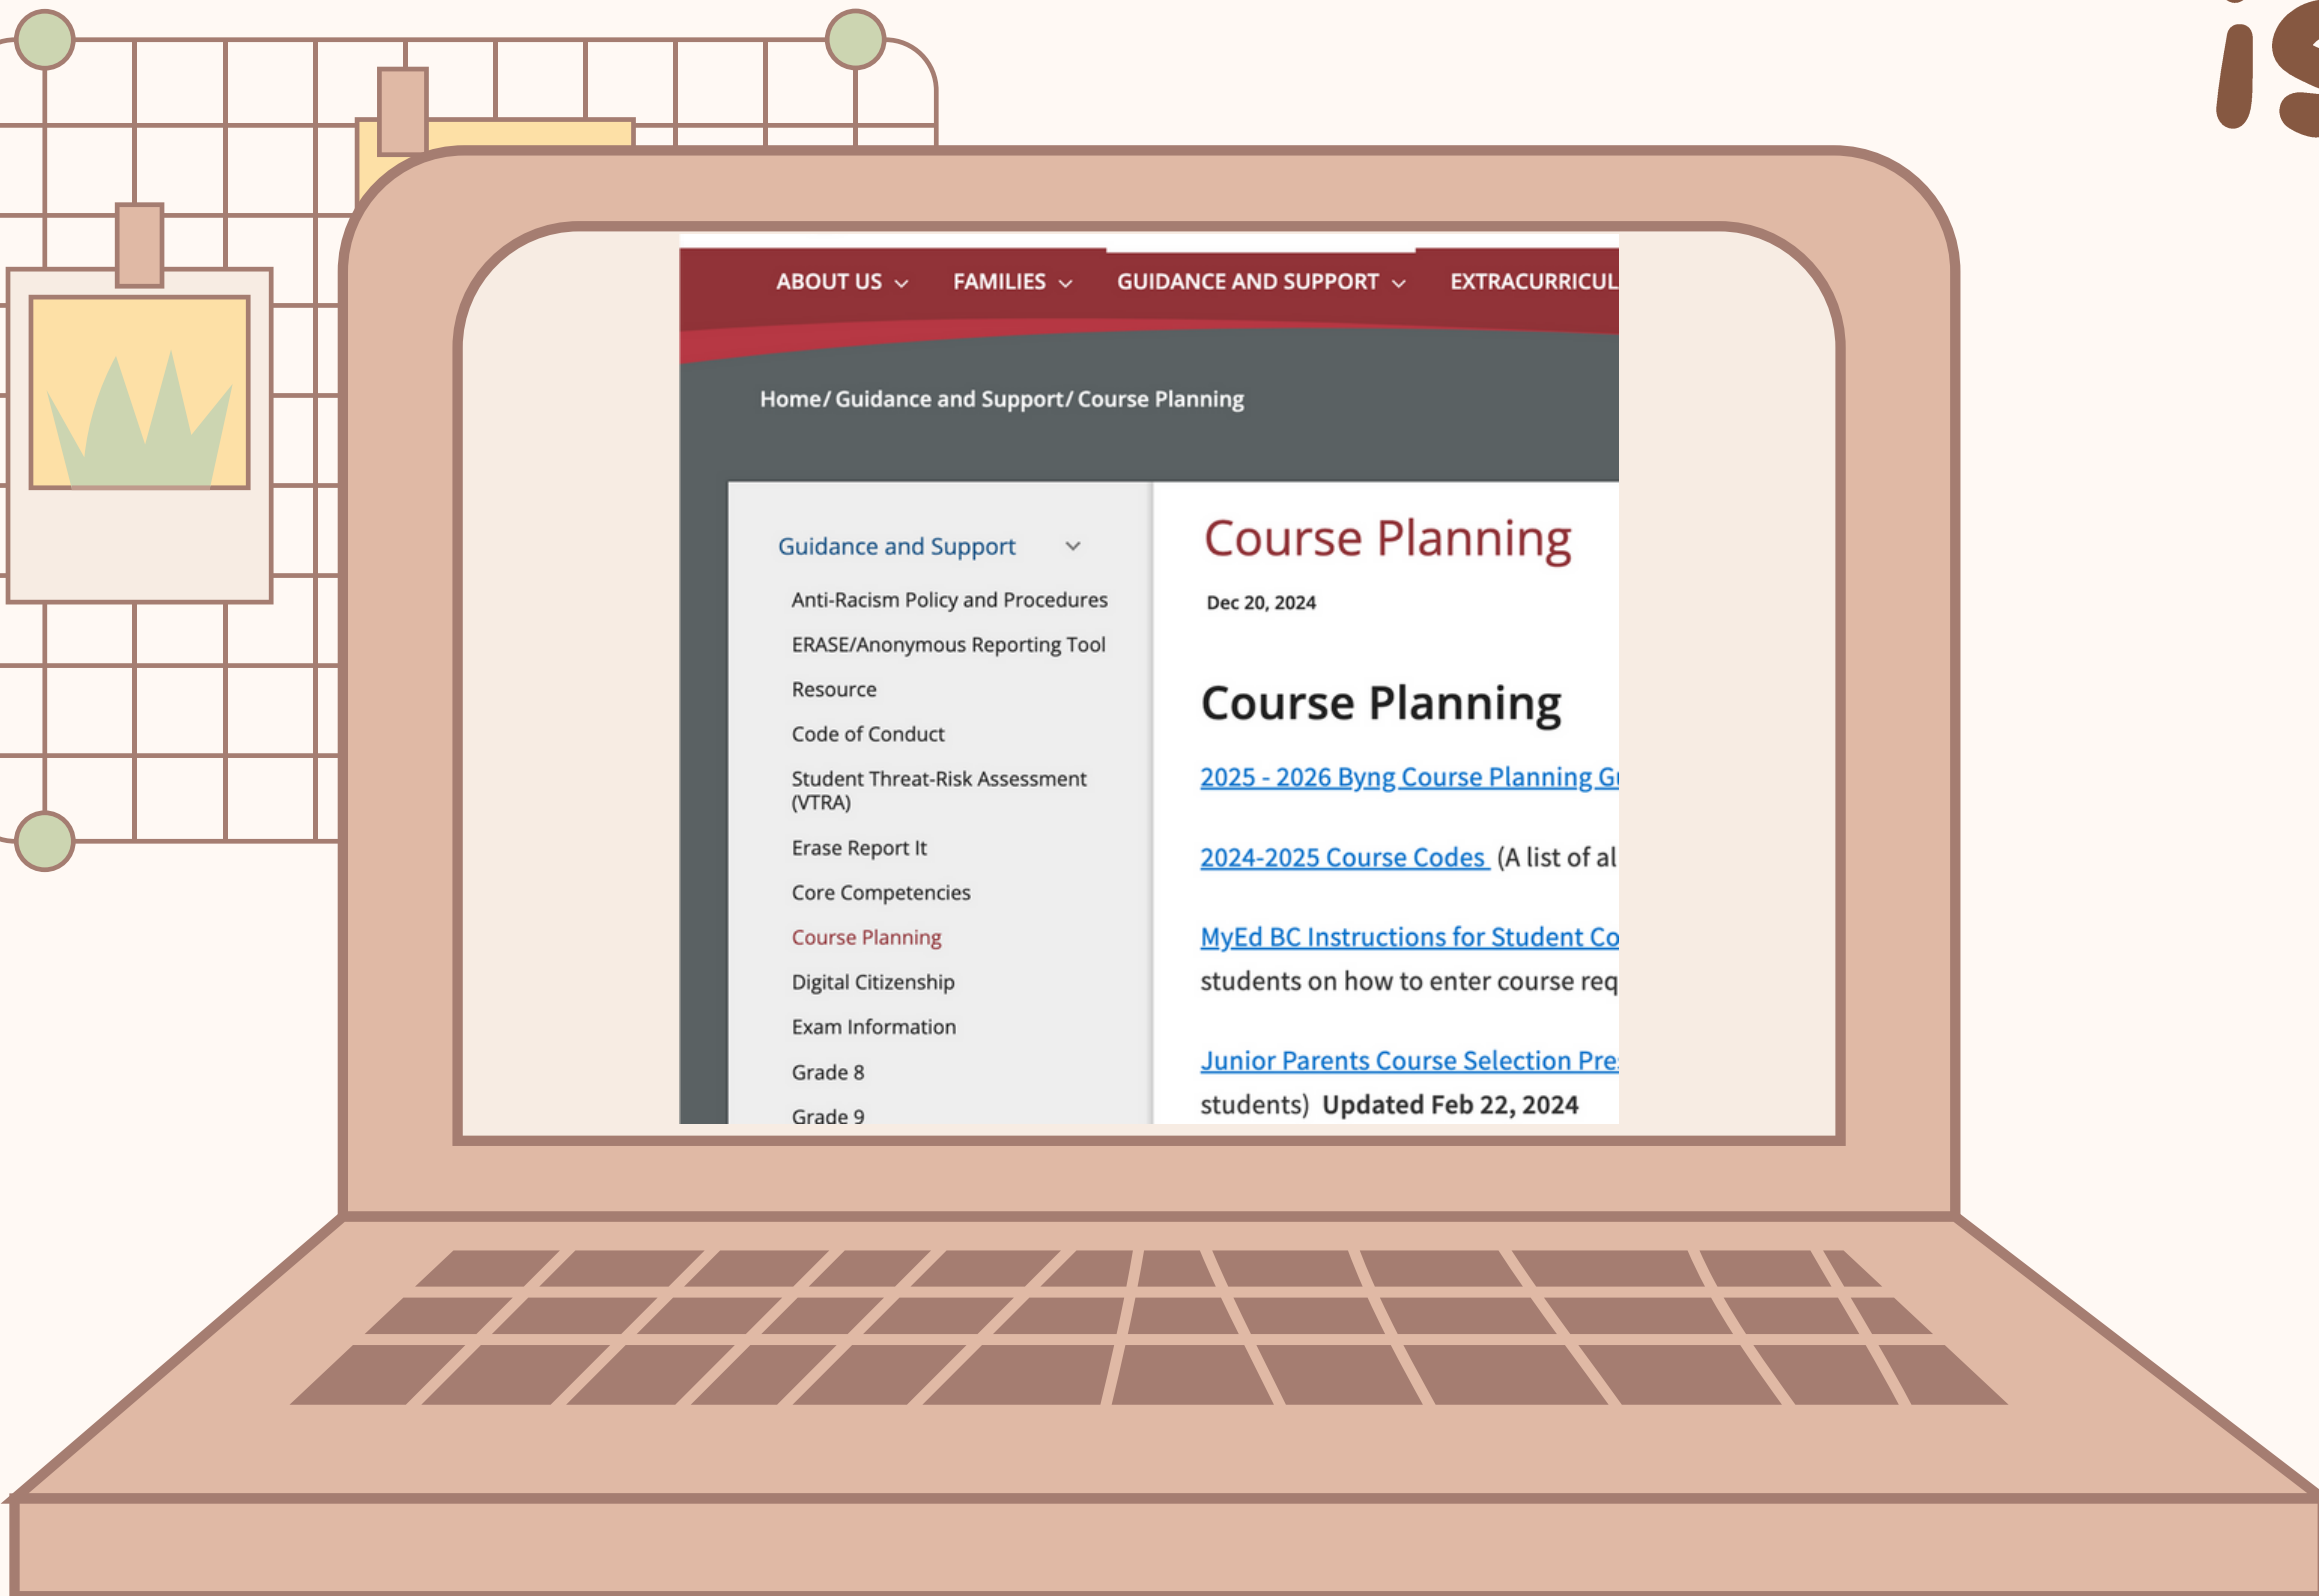 is
ABOUT US FAMILIES GUIDANCE AND SUPPORT EXTRACURRICUL
Home/ Guidance and Support/ Course Planning
Guidance and Support
Anti-Racism Policy and Procedures
ERASE/Anonymous Reporting Tool
Resource
Code of Conduct
Student Threat-Risk Assessment
(VTRA)
Erase Report It
Core Competencies
Course Planning
Digital Citizenship
Exam Information
Grade 8
Grade 9
Course Planning
Dec 20, 2024
Course Planning
2025 - 2026 Byng Course Planning G
2024-2025 Course Codes (A list of al
MyEd BC Instructions for Student Co
students on how to enter course req
Junior Parents Course Selection Pre
students) Updated Feb 22, 2024